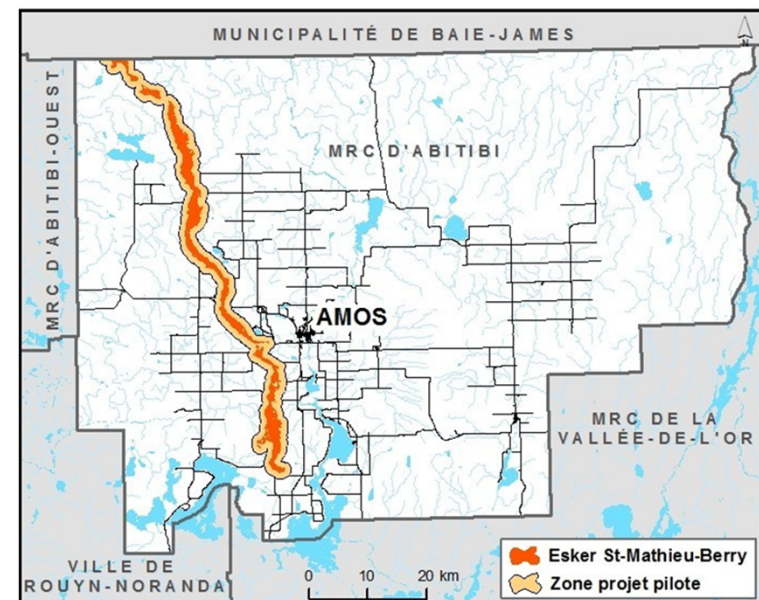 MUNICIPALITÉ DE BAIE-JAMES
N
MRC D'ABITIBI-OUEST
MRC D'ABITIBI
AMOS
MRC DE LA
VALLÉE-DE-L'OR
VILLE DE
ROUYN-NORANDA
0 10 20 km
Esker St-Mathieu-Berry
Zone projet pilote